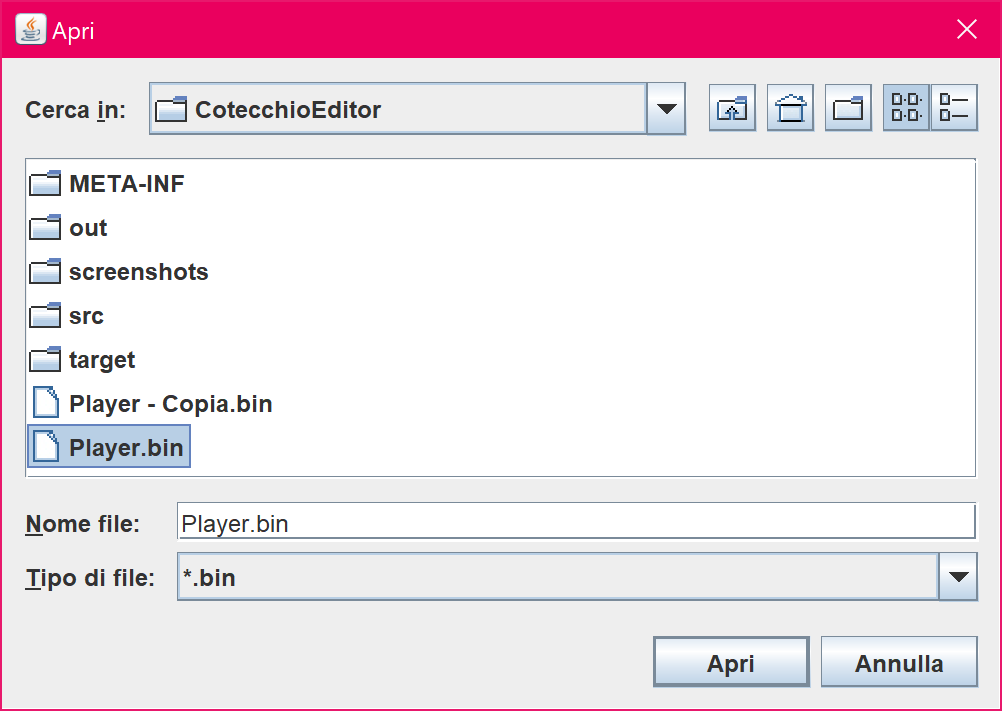 Apri
Cerca in: CotecchioEditor
META-INF
out
screenshots
src
target
Player - Copia.bin
Player.bin
Nome file: Player.bin
Tipo di file: *.bin
Apri Annulla